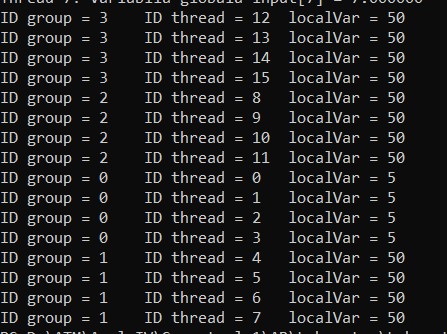 Thread 7: Variabila globala input[7] = 7.000000
ID group = 3    ID thread = 12  localVar = 50
ID group = 3    ID thread = 13  localVar = 50
ID group = 3    ID thread = 14  localVar = 50
ID group = 3    ID thread = 15  localVar = 50
ID group = 2    ID thread = 8   localVar = 50
ID group = 2    ID thread = 9   localVar = 50
ID group = 2    ID thread = 10  localVar = 50
ID group = 2    ID thread = 11  localVar = 50
ID group = 0    ID thread = 0   localVar = 5
ID group = 0    ID thread = 1   localVar = 5
ID group = 0    ID thread = 2   localVar = 5
ID group = 0    ID thread = 3   localVar = 5
ID group = 1    ID thread = 4   localVar = 50
ID group = 1    ID thread = 5   localVar = 50
ID group = 1    ID thread = 6   localVar = 50
ID group = 1    ID thread = 7   localVar = 50